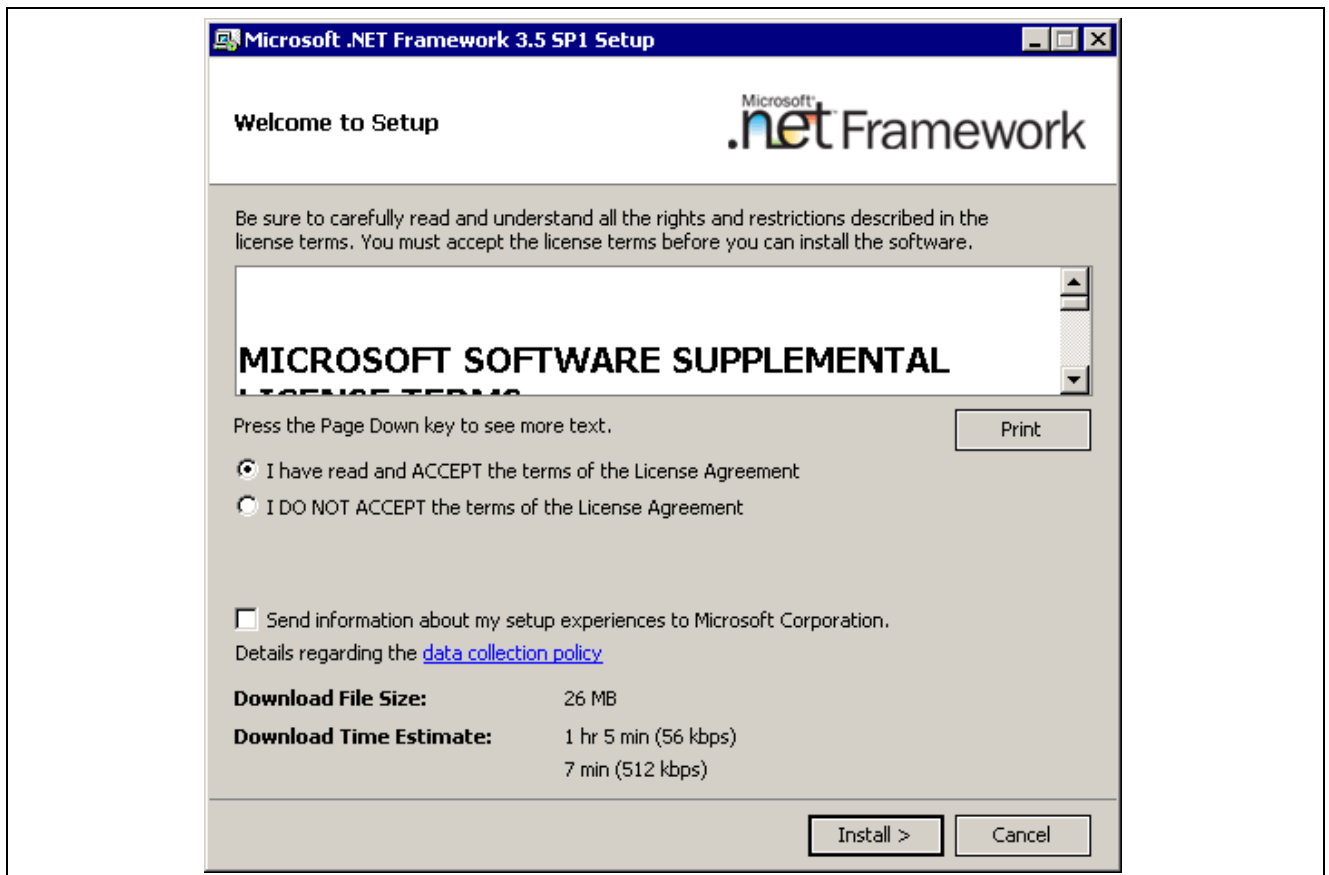 Microsoft .NET Framework 3.5 SP1 Setup
Welcome to Setup
Microsoft
.net Framework
Be sure to carefully read and understand all the rights and restrictions described in the
license terms. You must accept the license terms before you can install the software.
MICROSOFT SOFTWARE SUPPLEMENTAL
LICENSE TERMS
Press the Page Down key to see more text.
Print
I have read and ACCEPT the terms of the License Agreement
I DO NOT ACCEPT the terms of the License Agreement
Send information about my setup experiences to Microsoft Corporation.
Details regarding the data collection policy
Download File Size: 26 MB
Download Time Estimate: 1 hr 5 min (56 kbps)
7 min (512 kbps)
Install >
Cancel